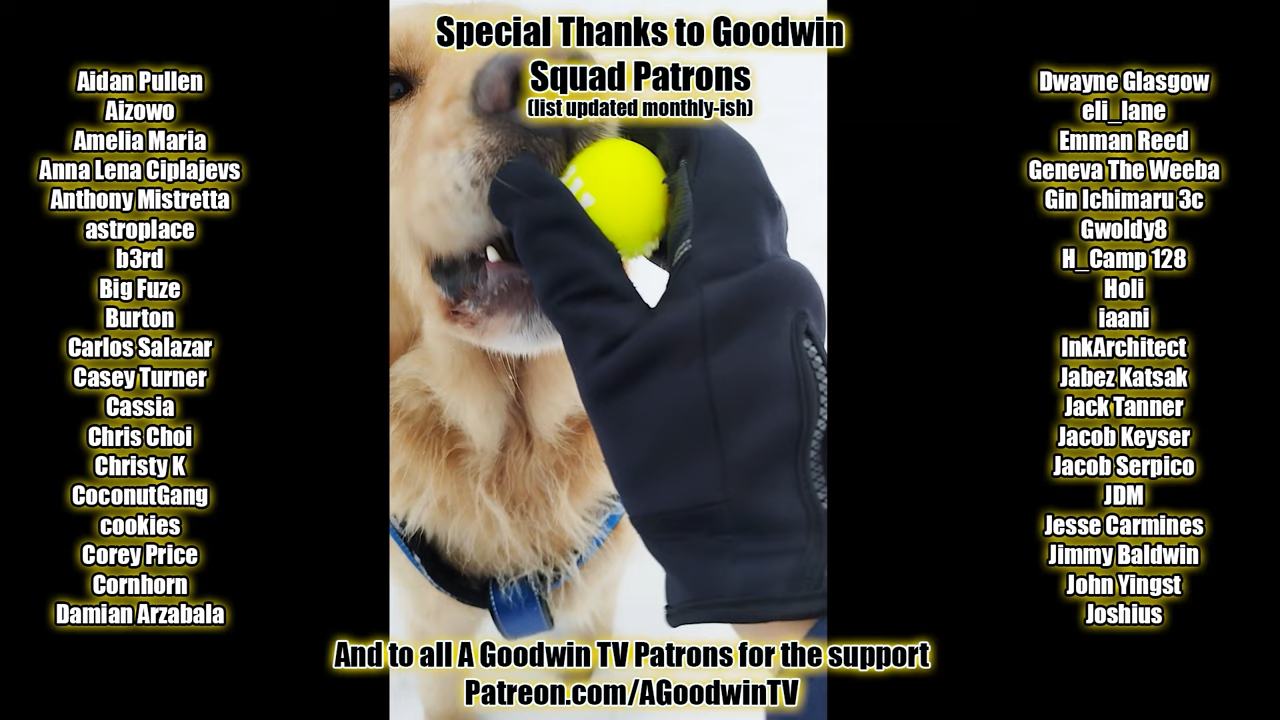 Special Thanks to Goodwin
Squad Patrons
(list updated monthly-ish)
Aidan Pullen
Aizowo
Amelia Maria
Anna Lena Ciplajevs
Anthony Mistretta
astroplace
b3rd
Big Fuze
Burton
Carlos Salazar
Casey Turner
Cassia
Chris Choi
Christy K
CoconutGang
cookies
Corey Price
Cornhorn
Damian Arzabala
Dwayne Glasgow
eli_lane
Emman Reed
Geneva The Weeba
Gin Ichimaru 3c
Gwoldy8
H_Camp 128
Holi
iaani
InkArchitect
Jabez Katsak
Jack Tanner
Jacob Keyser
Jacob Serpico
JDM
Jesse Carmines
Jimmy Baldwin
John Yingst
Joshius
And to all A Goodwin TV Patrons for the support
Patreon.com/AGoodwinTV